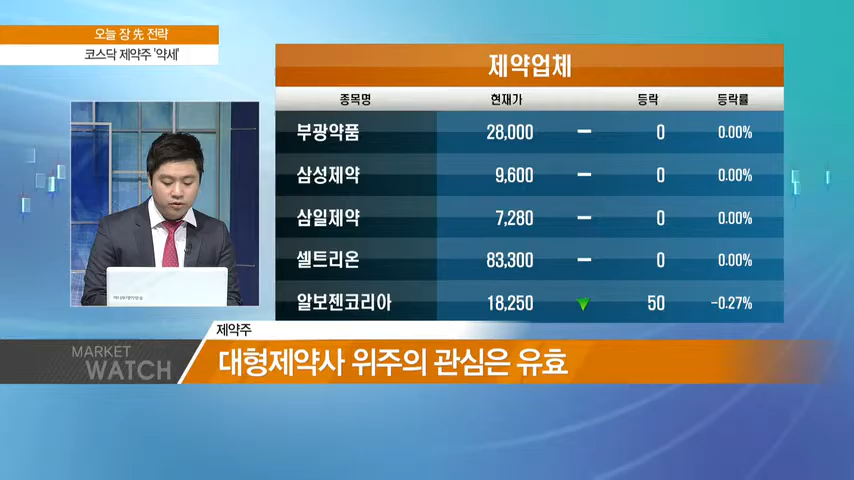 오늘 장 先 전략
코스닥 제약주 '약세'
제약업체
종목명 현재가 등락 등락률
부광약품 28,000 ━ 0 0.00%
삼성제약 9,600 ━ 0 0.00%
삼일제약 7,280 ━ 0 0.00%
셀트리온 83,300 ━ 0 0.00%
알보젠코리아 18,250 ▼ 50 -0.27%
제약주
MARKET
WATCH
대형제약사 위주의 관심은 유효